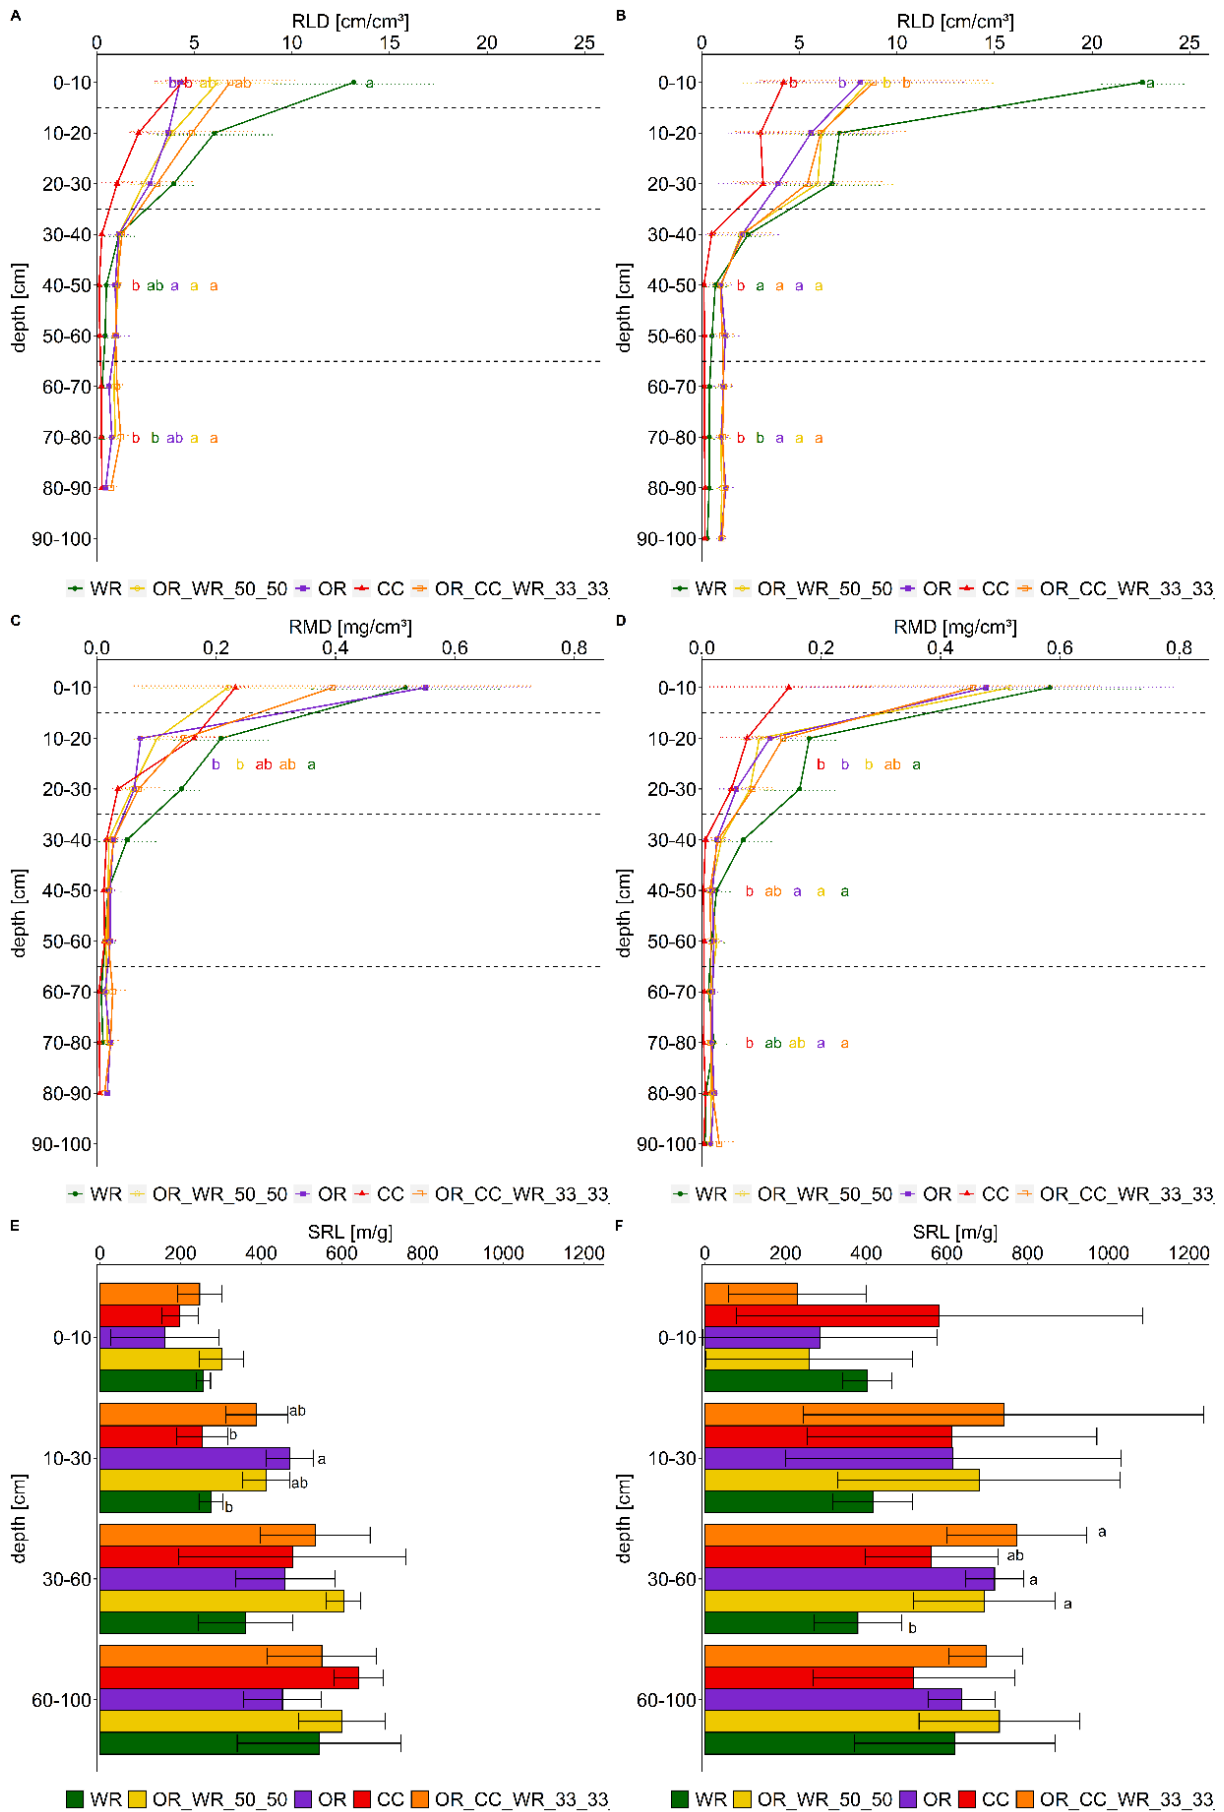 A
RLD [cm/cm³]
0 5 10 15 20 25
0-10 b b ab ab a
10-20
20-30
30-40
40-50 b ab a a a
50-60
60-70
70-80 b b ab a a
80-90
90-100
depth [cm]
WR OR_WR_50_50 OR CC OR_CC_WR_33_33_
B
RLD [cm/cm³]
0 5 10 15 20 25
0-10 b b b b a
10-20
20-30
30-40
40-50 b a a a a
50-60
60-70
70-80 b b a a a
80-90
90-100
depth [cm]
WR OR_WR_50_50 OR CC OR_CC_WR_33_33_
C
RMD [mg/cm³]
0.0 0.2 0.4 0.6 0.8
0-10
10-20
b b ab ab a
20-30
30-40
40-50
50-60
60-70
70-80
80-90
90-100
depth [cm]
WR OR_WR_50_50 OR CC OR_CC_WR_33_33_
D
RMD [mg/cm³]
0.0 0.2 0.4 0.6 0.8
0-10
10-20
b b b ab a
20-30
30-40
40-50 b ab a a a
50-60
60-70
70-80 b ab ab a a
80-90
90-100
depth [cm]
WR OR_WR_50_50 OR CC OR_CC_WR_33_33_
E
SRL [m/g]
0 200 400 600 800 1000 1200
0-10
ab
b
10-30 a
ab
b
30-60
60-100
depth [cm]
WR OR_WR_50_50 OR CC OR_CC_WR_33_33_
F
SRL [m/g]
0 200 400 600 800 1000 1200
0-10
10-30
a
ab
30-60 a
a
b
60-100
depth [cm]
WR OR_WR_50_50 OR CC OR_CC_WR_33_33_